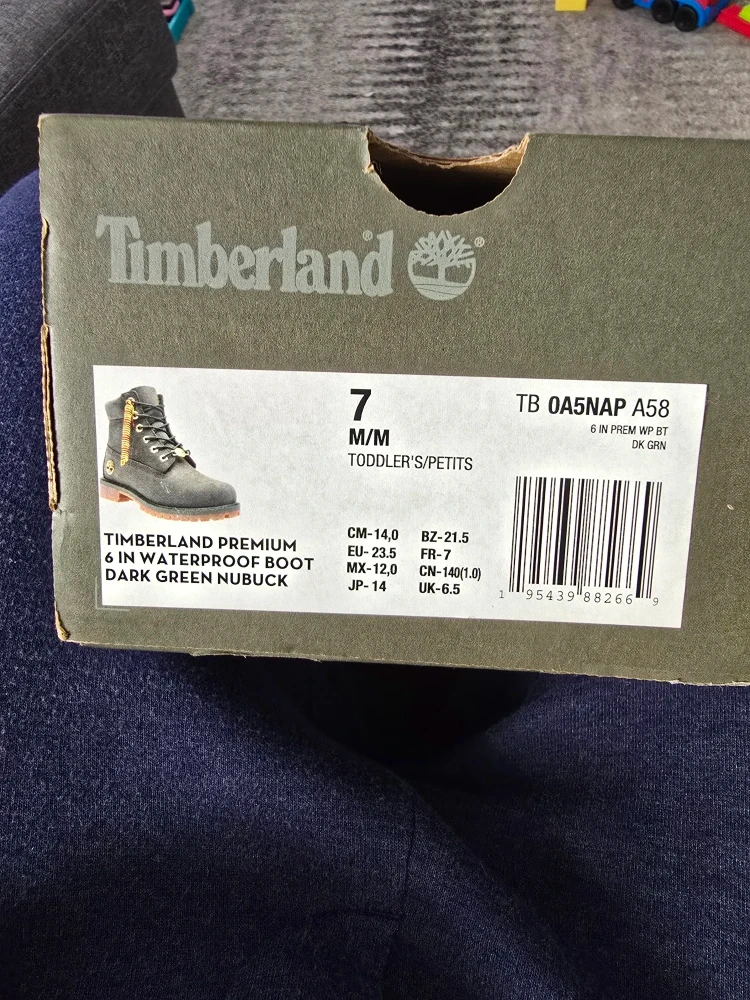 Timberland® ®
7
M/M
TODDLER'S/PETITS
TB 0A5NAP A58
6 IN PREM WP BT
DK GRN
TIMBERLAND PREMIUM
6 IN WATERPROOF BOOT
DARK GREEN NUBUCK
CM-14,0 BZ-21.5
EU-23.5 FR-7
MX-12,0 CN-140(1.0)
JP-14 UK-6.5
1 95439 88266 9